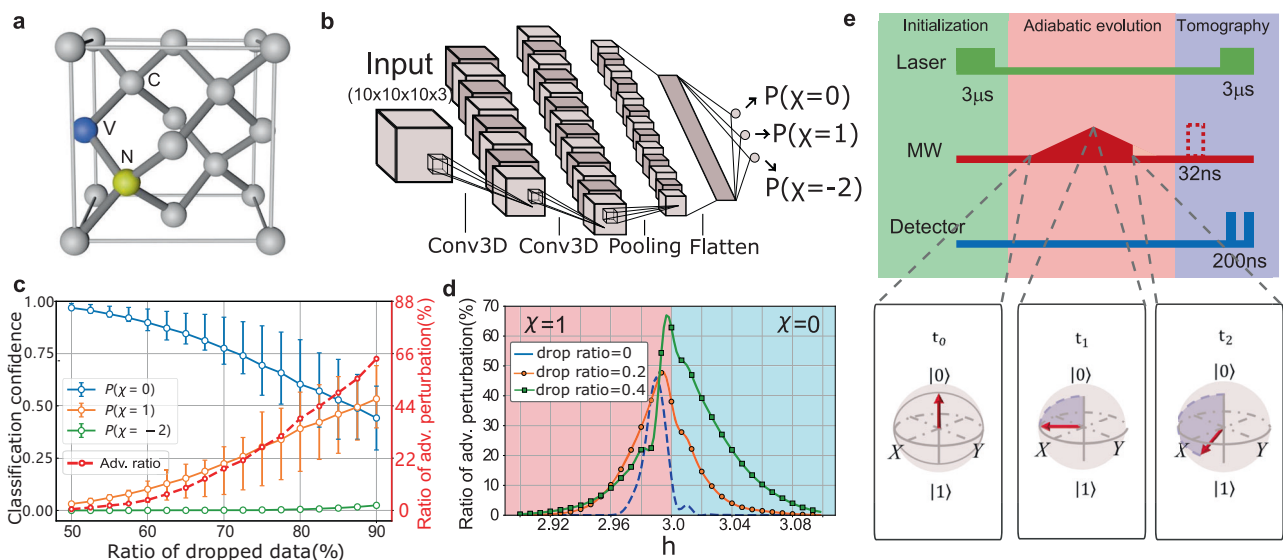 a
C
V
N
b
Input
(10x10x10x3)
P(χ=0)
P(χ=1)
P(χ=-2)
Conv3D
Conv3D
Pooling
Flatten
c
Classification confidence
1.00
0.75
0.50
0.25
0.00
P(χ = 0)
P(χ = 1)
P(χ = −2)
Adv. ratio
88
66
44
22
0
Ratio of adv. perturbation(%)
50
60
70
80
90
Ratio of dropped data(%)
d
Ratio of adv. perturbation(%)
70
60
50
40
30
20
10
0
χ=1
χ=0
drop ratio=0
drop ratio=0.2
drop ratio=0.4
2.92
2.96
3.0
3.04
3.08
h
e
Initialization
Adiabatic evolution
Tomography
Laser
3μs
3μs
MW
32ns
Detector
200ns
t₀
|0⟩
X
Y
|1⟩
t₁
|0⟩
X
Y
|1⟩
t₂
|0⟩
X
Y
|1⟩